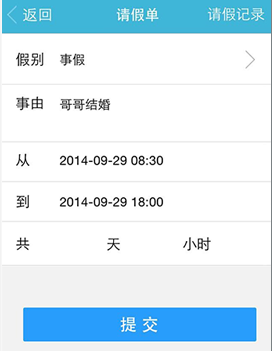 返回 请假单 请假记录
假别 事假
事由 哥哥结婚
从 2014-09-29 08:30
到 2014-09-29 18:00
共 天 小时
提交